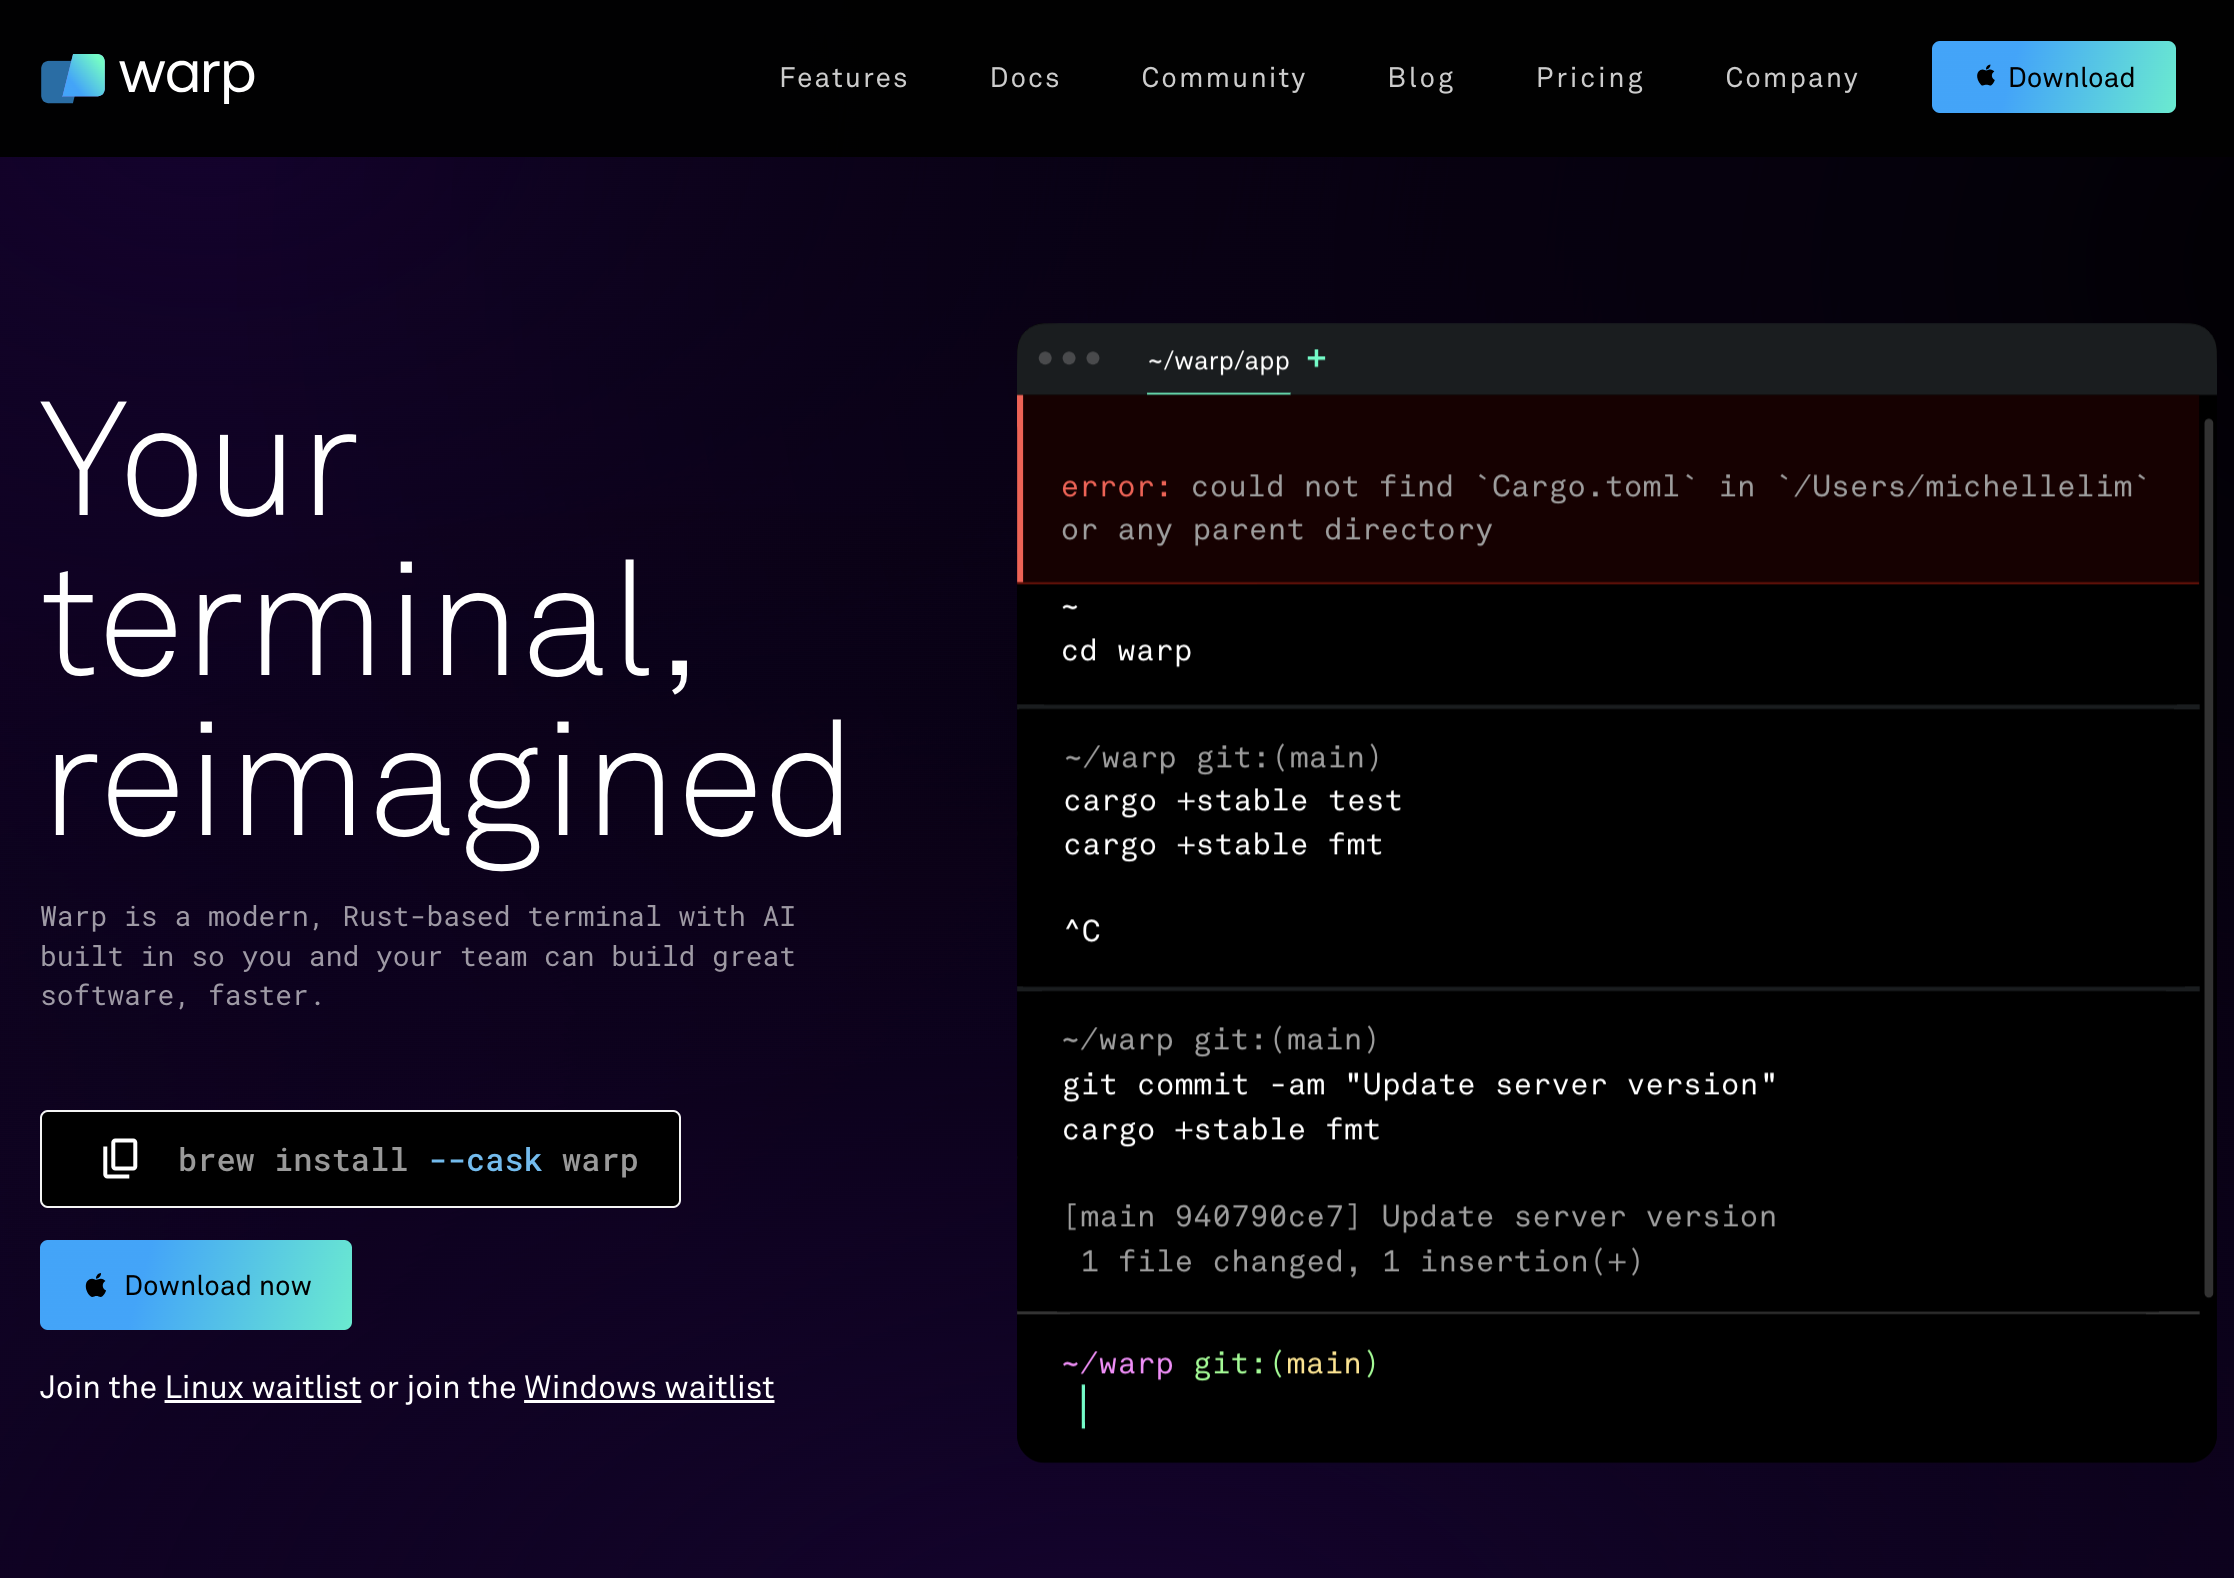 warp
Features
Docs
Community
Blog
Pricing
Company
Download
Your
terminal,
reimagined
Warp is a modern, Rust-based terminal with AI
built in so you and your team can build great
software, faster.
brew install --cask warp
Download now
Join the Linux waitlist or join the Windows waitlist
~/warp/app +
error: could not find `Cargo.toml` in `/Users/michellelim`
or any parent directory
~
cd warp
~/warp git:(main)
cargo +stable test
cargo +stable fmt
^C
~/warp git:(main)
git commit -am "Update server version"
cargo +stable fmt
[main 940790ce7] Update server version
1 file changed, 1 insertion(+)
~/warp git:(main)